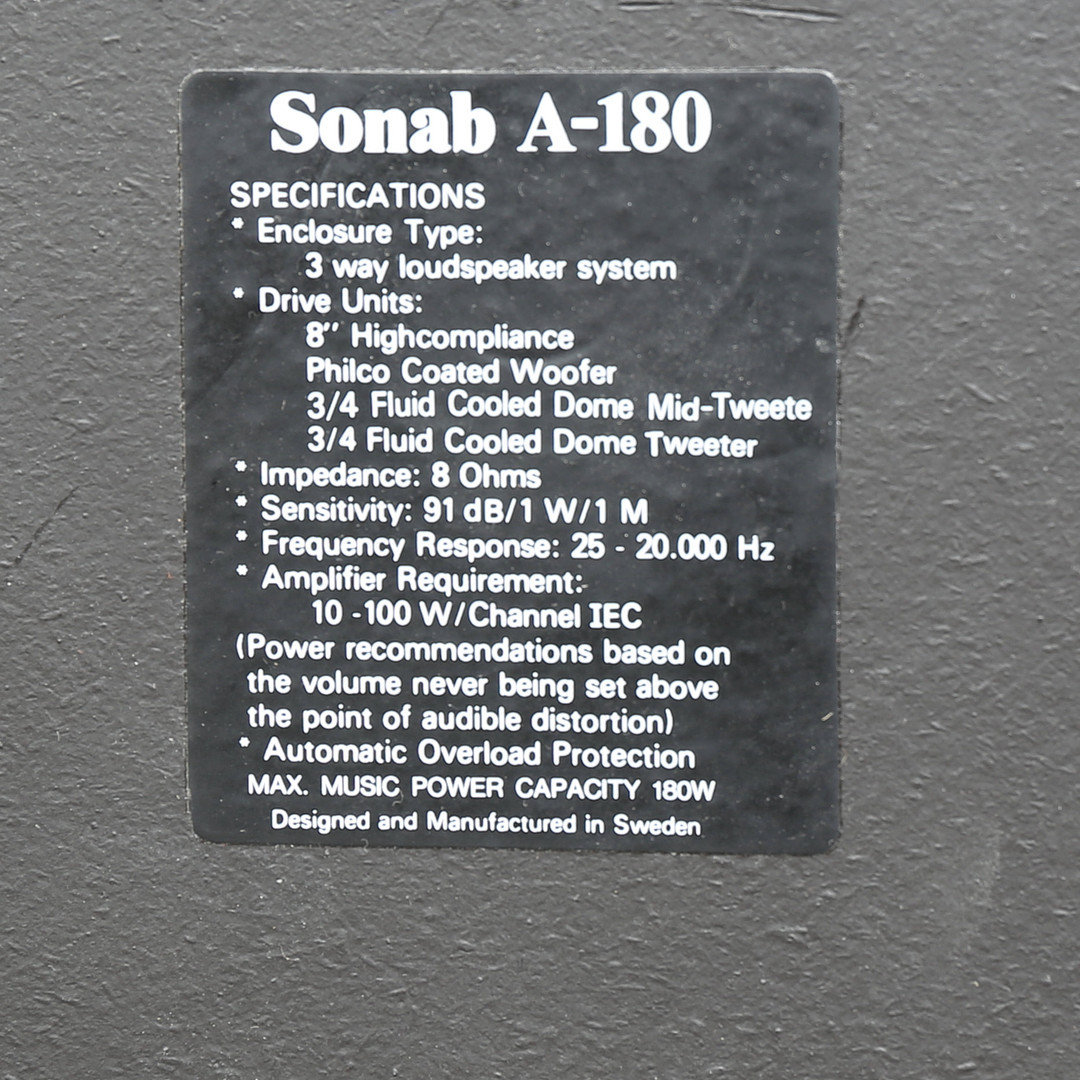 Sonab A-180
SPECIFICATIONS
* Enclosure Type:
3 way loudspeaker system
* Drive Units:
8" Highcompliance
Philco Coated Woofer
3/4 Fluid Cooled Dome Mid-Tweete
3/4 Fluid Cooled Dome Tweeter
* Impedance: 8 Ohms
* Sensitivity: 91 dB/1 W/1 M
* Frequency Response: 25 - 20.000 Hz
* Amplifier Requirement:
10 -100 W/Channel IEC
(Power recommendations based on
the volume never being set above
the point of audible distortion)
* Automatic Overload Protection
MAX. MUSIC POWER CAPACITY 180W
Designed and Manufactured in Sweden